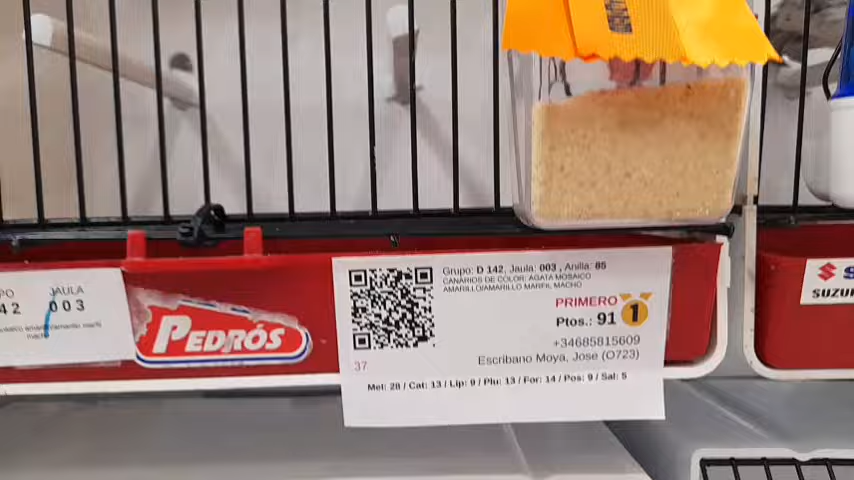 Grupo: D 142, Jaula: 003 , Anilla: 85
CANARIOS DE COLOR: AGATA MOSAICO
AMARILLO/AMARILLO MARFIL MACHO
PRIMERO
Ptos.: 91
1
+34685815609
Escribano Moya, Jose (O723)
37
Met: 28 / Cat: 13 / Lip: 9 / Plu: 13 / For: 14 / Pos: 9 / Sal: 5
PEDRÓS
JAULA
42 003
macho
S
SUZUK